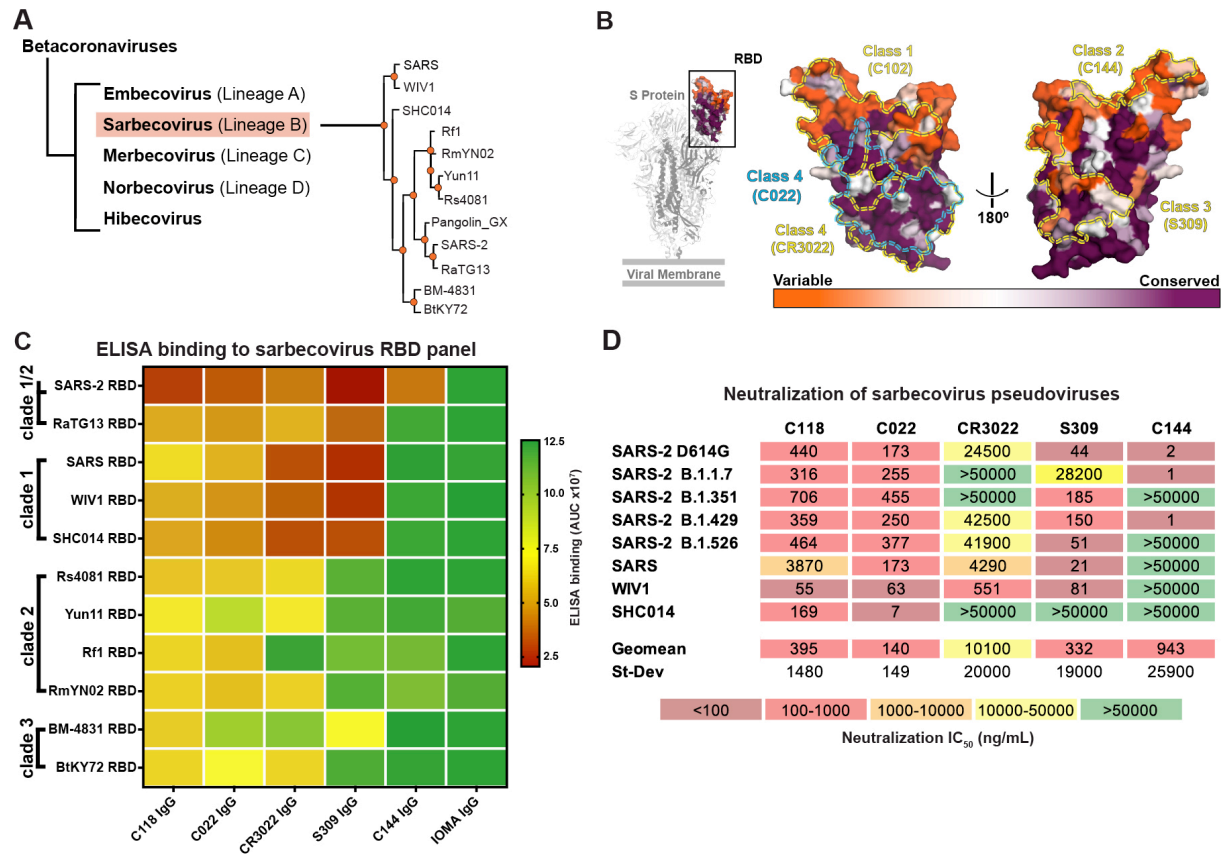 A
Betacoronaviruses
Embecovirus (Lineage A)
Sarbecovirus (Lineage B)
Merbecovirus (Lineage C)
Norbecovirus (Lineage D)
Hibecovirus
SARS
WIV1
SHC014
Rf1
RmYN02
Yun11
Rs4081
Pangolin_GX
SARS-2
RaTG13
BM-4831
BtKY72
B
RBD
S Protein
Viral Membrane
Class 1
(C102)
Class 2
(C144)
Class 4
(C022)
Class 4
(CR3022)
Class 3
(S309)
180º
Variable Conserved
C
ELISA binding to sarbecovirus RBD panel
clade 1/2
SARS-2 RBD
RaTG13 RBD
clade 1
SARS RBD
WIV1 RBD
SHC014 RBD
clade 2
Rs4081 RBD
Yun11 RBD
Rf1 RBD
RmYN02 RBD
clade 3
BM-4831 RBD
BtKY72 RBD
C118 IgG
C022 IgG
CR3022 IgG
S309 IgG
C144 IgG
IOMA IgG
12.5
10.0
7.5
5.0
2.5
ELISA binding (AUC x10⁷)
D
Neutralization of sarbecovirus pseudoviruses
C118 C022 CR3022 S309 C144
SARS-2 D614G 440 173 24500 44 2
SARS-2 B.1.1.7 316 255 >50000 28200 1
SARS-2 B.1.351 706 455 >50000 185 >50000
SARS-2 B.1.429 359 250 42500 150 1
SARS-2 B.1.526 464 377 41900 51 >50000
SARS 3870 173 4290 21 >50000
WIV1 55 63 551 81 >50000
SHC014 169 7 >50000 >50000 >50000
Geomean 395 140 10100 332 943
St-Dev 1480 149 20000 19000 25900
<100 100-1000 1000-10000 10000-50000 >50000
Neutralization IC₅₀ (ng/mL)